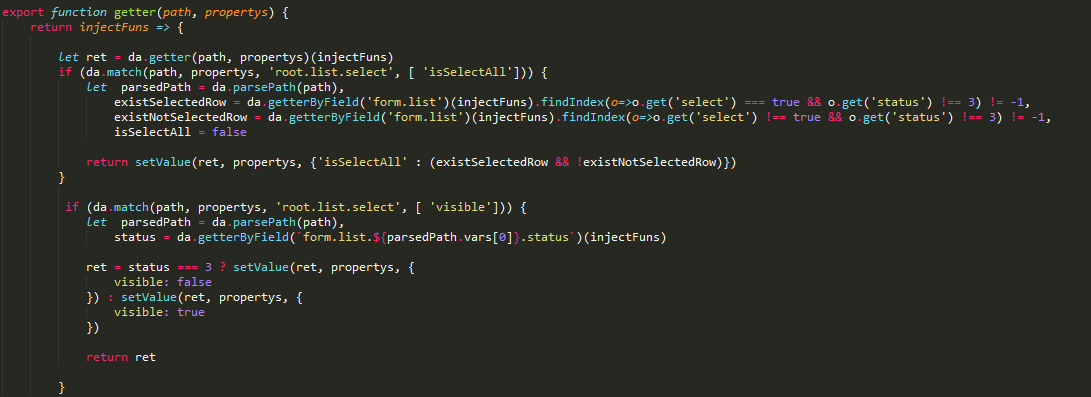 export function getter(path, propertys) {
    return injectFuns => {

        let ret = da.getter(path, propertys)(injectFuns)
        if (da.match(path, propertys, 'root.list.select', [ 'isSelectAll'])) {
            let  parsedPath = da.parsePath(path),
                existSelectedRow = da.getterByField('form.list')(injectFuns).findIndex(o=>o.get('select') === true && o.get('status') !== 3) != -1,
                existNotSelectedRow = da.getterByField('form.list')(injectFuns).findIndex(o=>o.get('select') !== true && o.get('status') !== 3) != -1,
                isSelectAll = false

            return setValue(ret, propertys, {'isSelectAll' : (existSelectedRow && !existNotSelectedRow)})
        }

         if (da.match(path, propertys, 'root.list.select', [ 'visible'])) {
            let  parsedPath = da.parsePath(path),
                status = da.getterByField(`form.list.${parsedPath.vars[0]}.status`)(injectFuns)

            ret = status === 3 ? setValue(ret, propertys, {
                visible: false
            }) : setValue(ret, propertys, {
                visible: true
            })

            return ret

        }